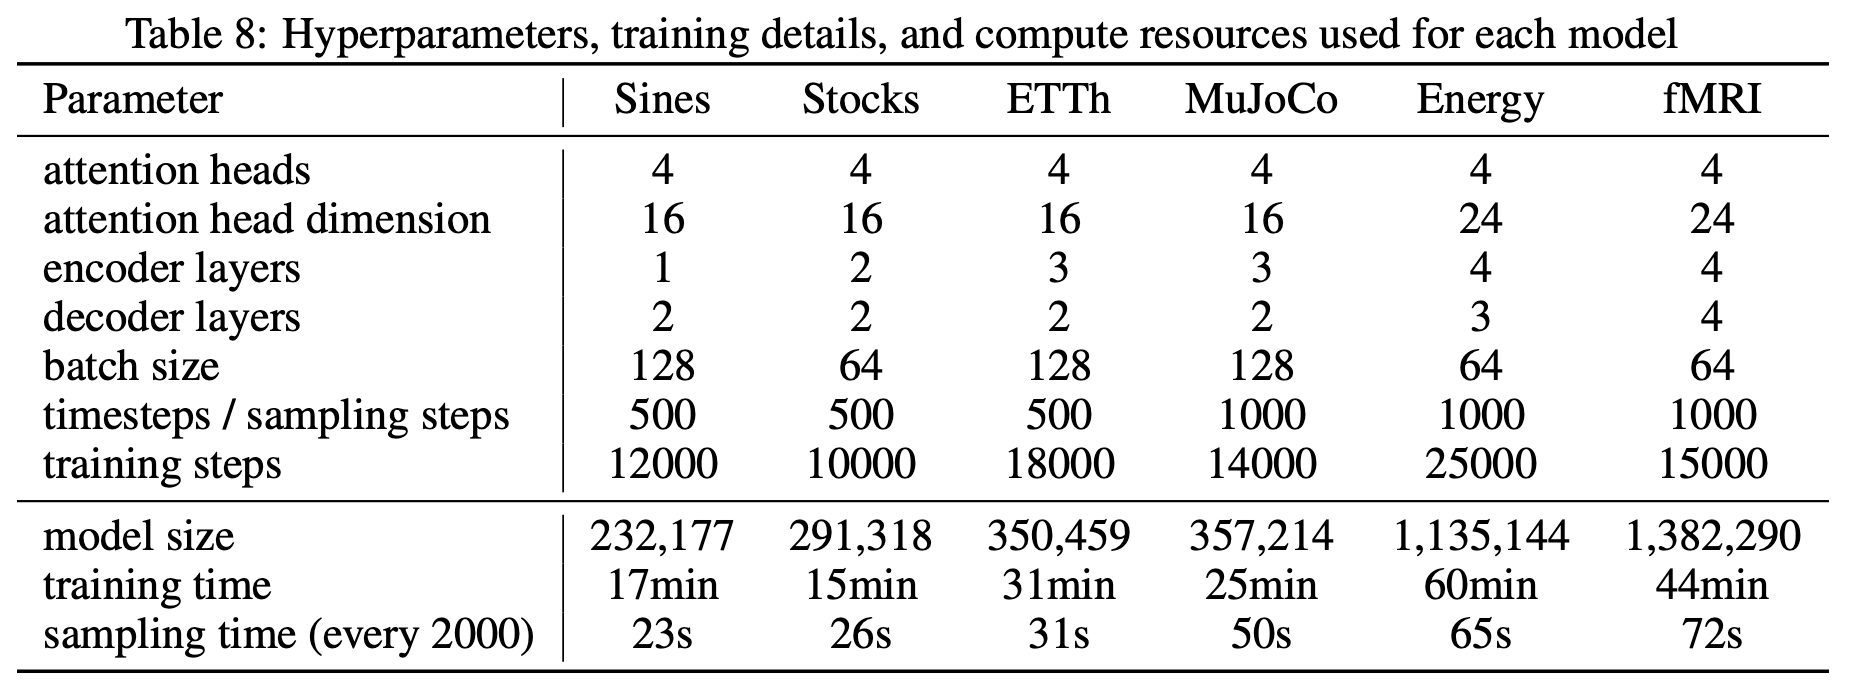 Table 8: Hyperparameters, training details, and compute resources used for each model
Parameter Sines Stocks ETTh MuJoCo Energy fMRI
attention heads 4 4 4 4 4 4
attention head dimension 16 16 16 16 24 24
encoder layers 1 2 3 3 4 4
decoder layers 2 2 2 2 3 4
batch size 128 64 128 128 64 64
timesteps / sampling steps 500 500 500 1000 1000 1000
training steps 12000 10000 18000 14000 25000 15000
model size 232,177 291,318 350,459 357,214 1,135,144 1,382,290
training time 17min 15min 31min 25min 60min 44min
sampling time (every 2000) 23s 26s 31s 50s 65s 72s